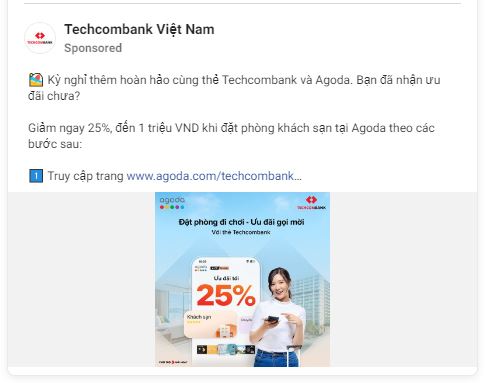 Techcombank Việt Nam
Sponsored
TECHCOMBANK
Kỳ nghỉ thêm hoàn hảo cùng thẻ Techcombank và Agoda. Bạn đã nhận ưu
đãi chưa?
Giảm ngay 25%, đến 1 triệu VND khi đặt phòng khách sạn tại Agoda theo các
bước sau:
1 Truy cập trang www.agoda.com/techcombank...
agoda
TECHCOMBANK
Đặt phòng đi chơi - Ưu đãi gọi mời
Với thẻ Techcombank
agoda
Ưu đãi tới
25%
Khách sạn